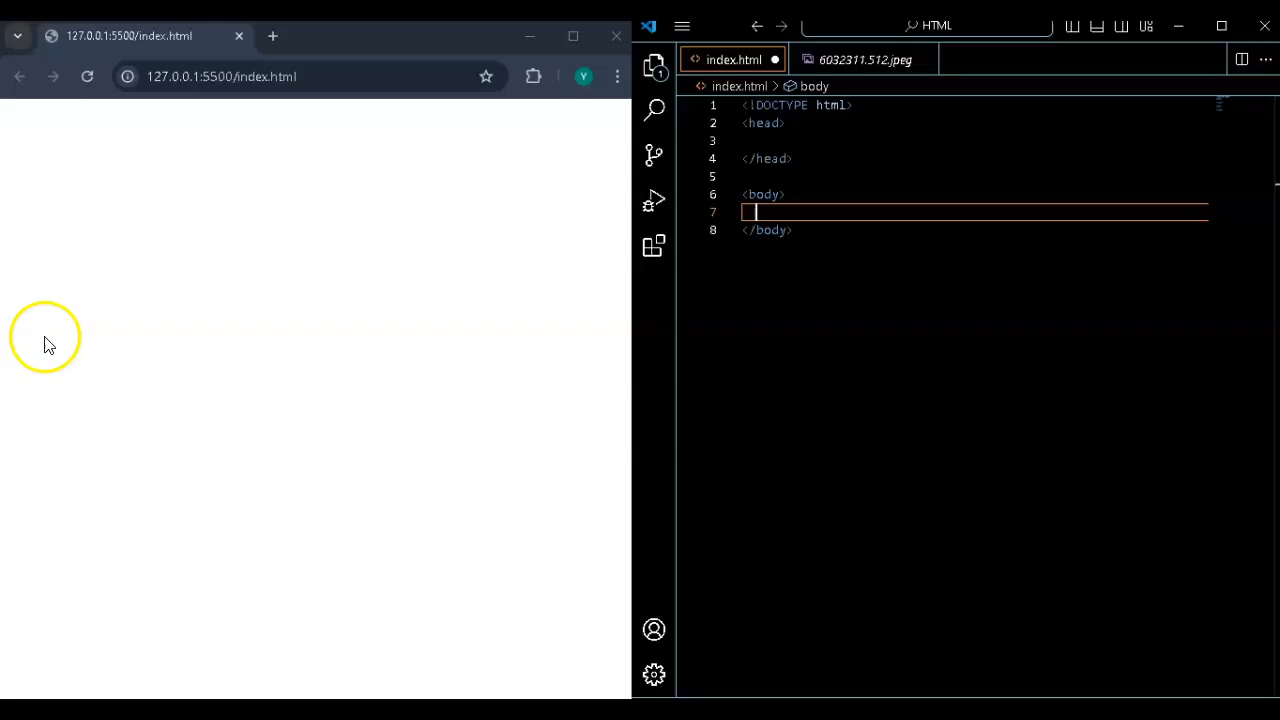 127.0.0.1:5500/index.html
127.0.0.1:5500/index.html
Y
HTML
index.html
6032311.512.jpeg
index.html > body
1
1 <!DOCTYPE html>
2 <head>
3
4 </head>
5
6 <body>
7
8 </body>